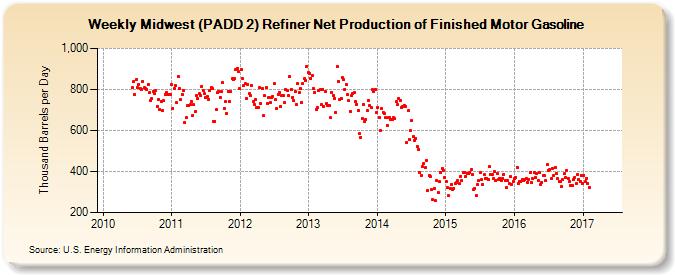 Weekly Midwest (PADD 2) Refiner Net Production of Finished Motor Gasoline
Thousand Barrels per Day
1,000
800
600
400
200
2010 2011 2012 2013 2014 2015 2016 2017
Source: U.S. Energy Information Administration